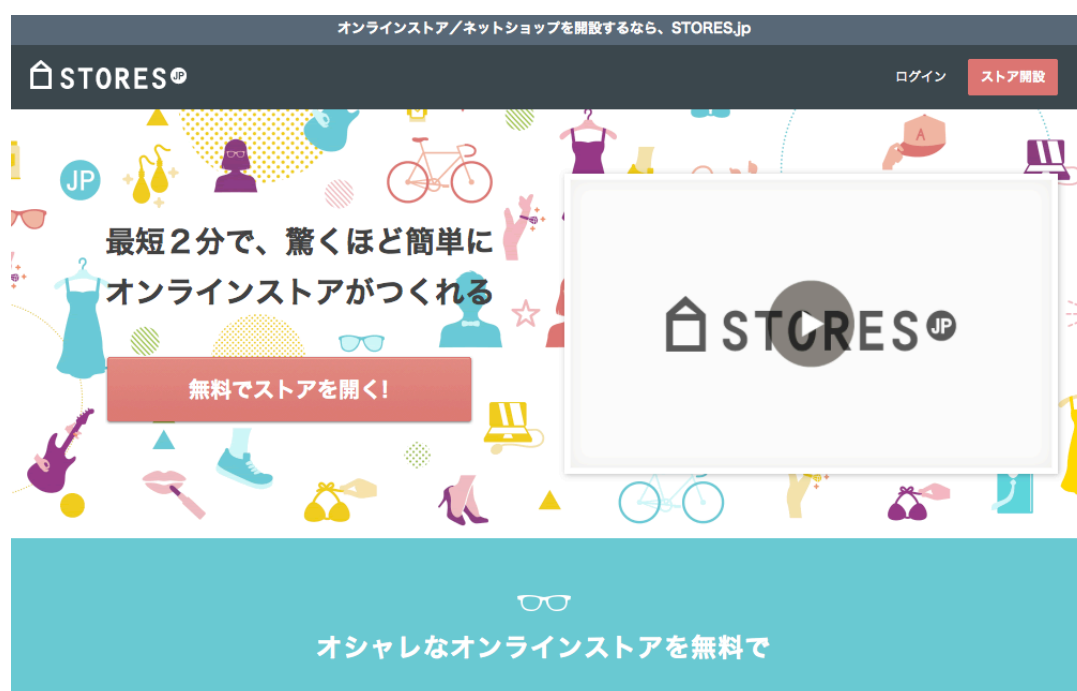 オンラインストア／ネットショップを開設するなら、STORES.jp
STORES JP
ログイン
ストア開設
JP
A
最短２分で、驚くほど簡単に
オンラインストアがつくれる
無料でストアを開く!
STORES JP
オシャレなオンラインストアを無料で